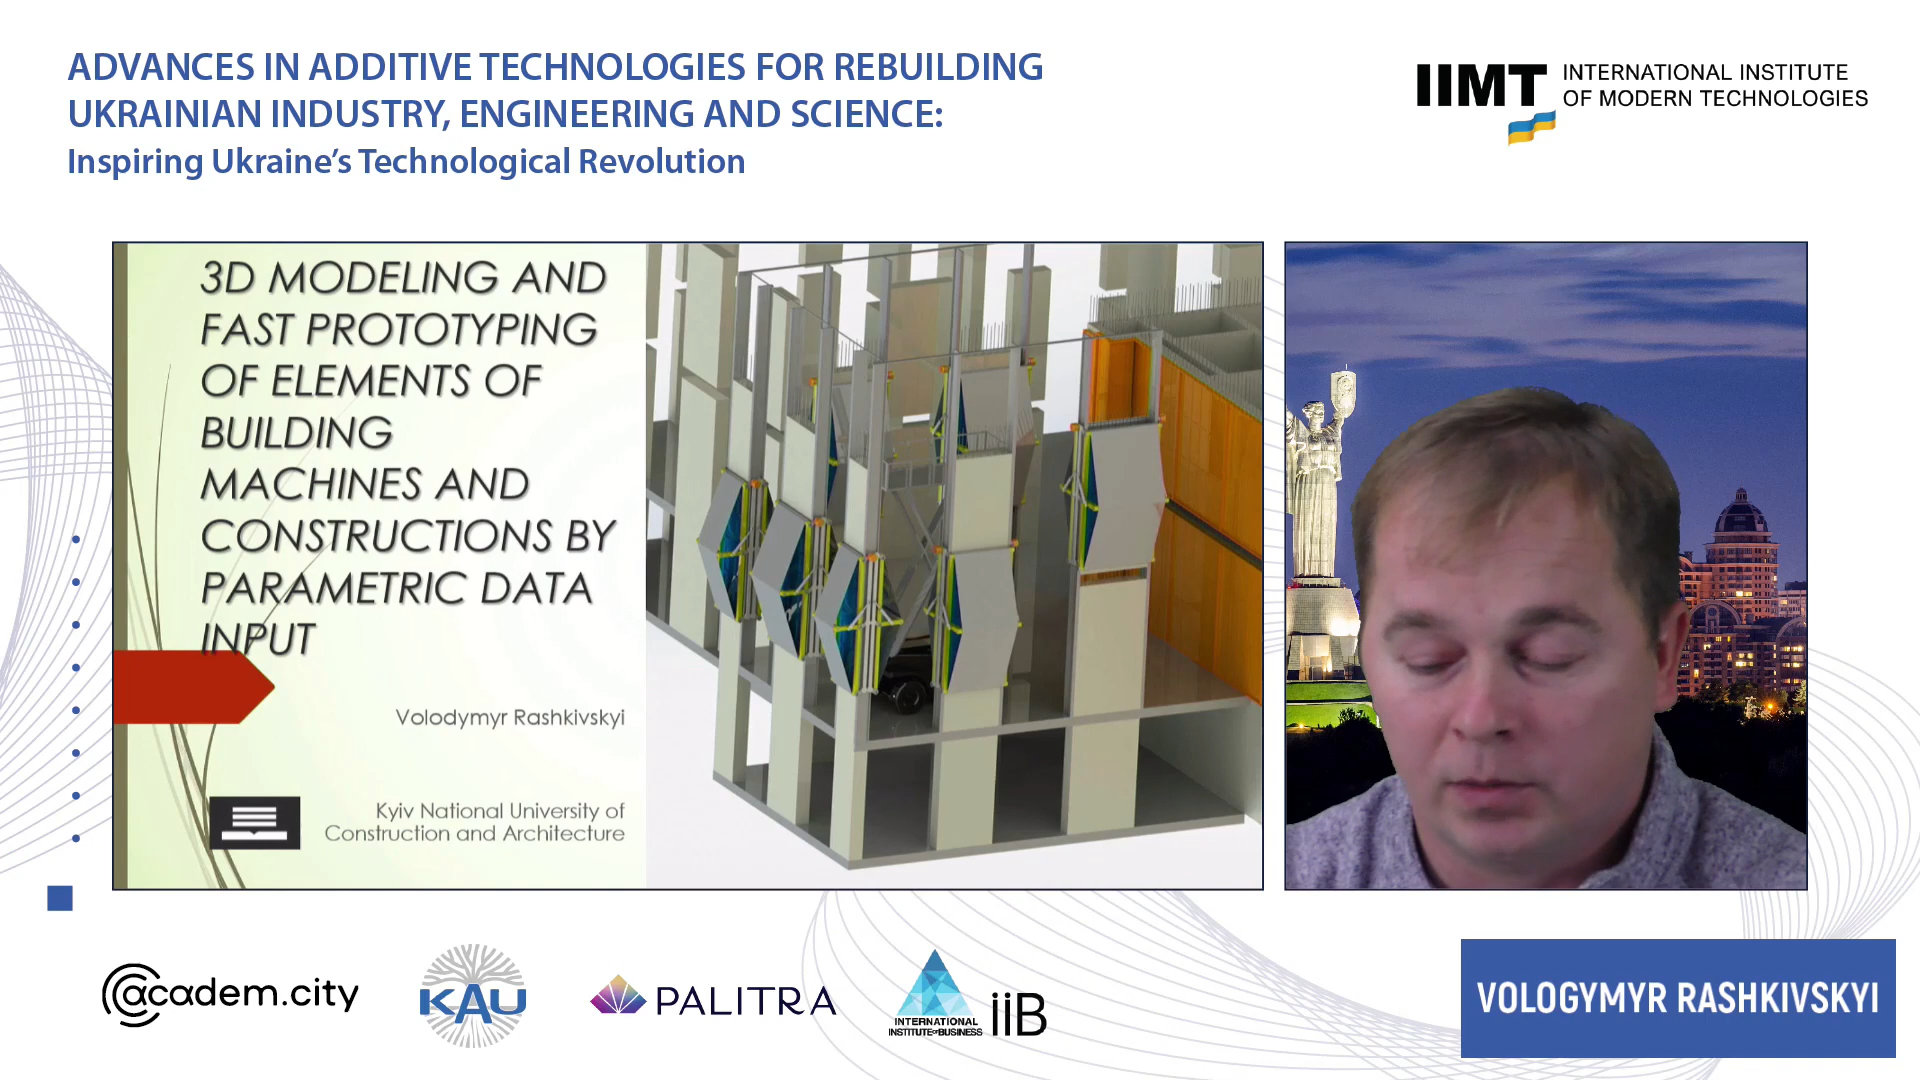 ADVANCES IN ADDITIVE TECHNOLOGIES FOR REBUILDING
UKRAINIAN INDUSTRY, ENGINEERING AND SCIENCE:
Inspiring Ukraine's Technological Revolution
IIMT
INTERNATIONAL INSTITUTE
OF MODERN TECHNOLOGIES
3D MODELING AND
FAST PROTOTYPING
OF ELEMENTS OF
BUILDING
MACHINES AND
CONSTRUCTIONS BY
PARAMETRIC DATA
INPUT
Volodymyr Rashkivskyi
Kyiv National University of
Construction and Architecture
@cadem.city
KAU
PALITRA
INTERNATIONAL
INSTITUTE OF BUSINESS
iiB
VOLOGYMYR RASHKIVSKYI